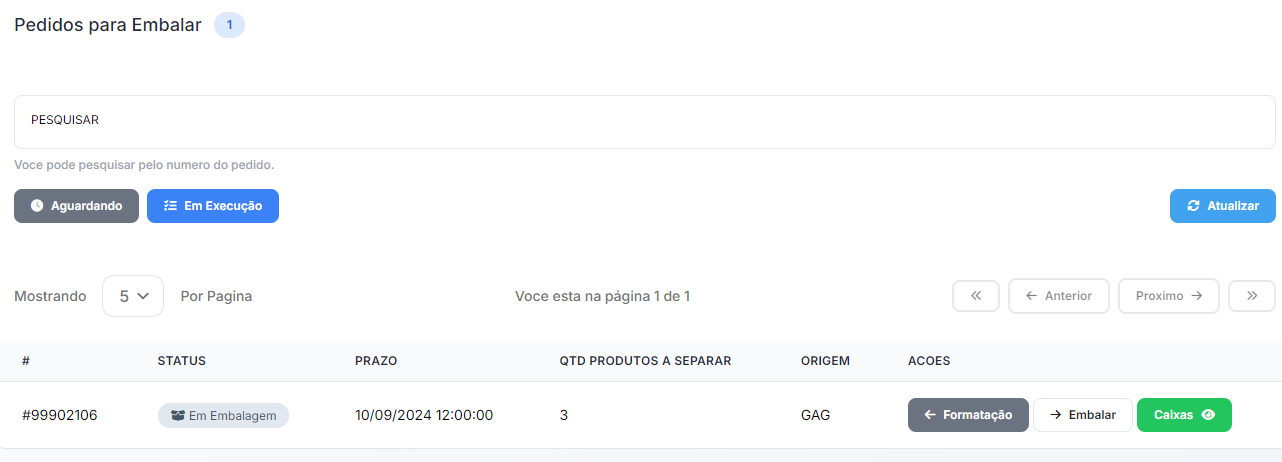 Pedidos para Embalar 1
PESQUISAR
Voce pode pesquisar pelo numero do pedido.
Aguardando Em Execução Atualizar
Mostrando 5 Por Pagina Voce esta na página 1 de 1 Anterior Proximo
# STATUS PRAZO QTD PRODUTOS A SEPARAR ORIGEM ACOES
#99902106 Em Embalagem 10/09/2024 12:00:00 3 GAG Formatação Embalar Caixas